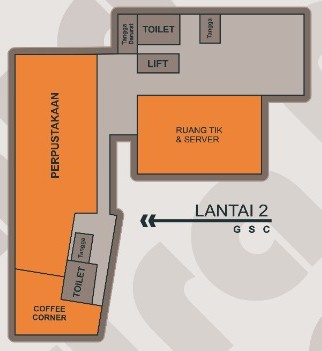 Tangga
Darurat
TOILET
Tangga
LIFT
PERPUSTAKAAN
RUANG TIK
& SERVER
LANTAI 2
G S C
Tangga
TOILET
COFFEE
CORNER